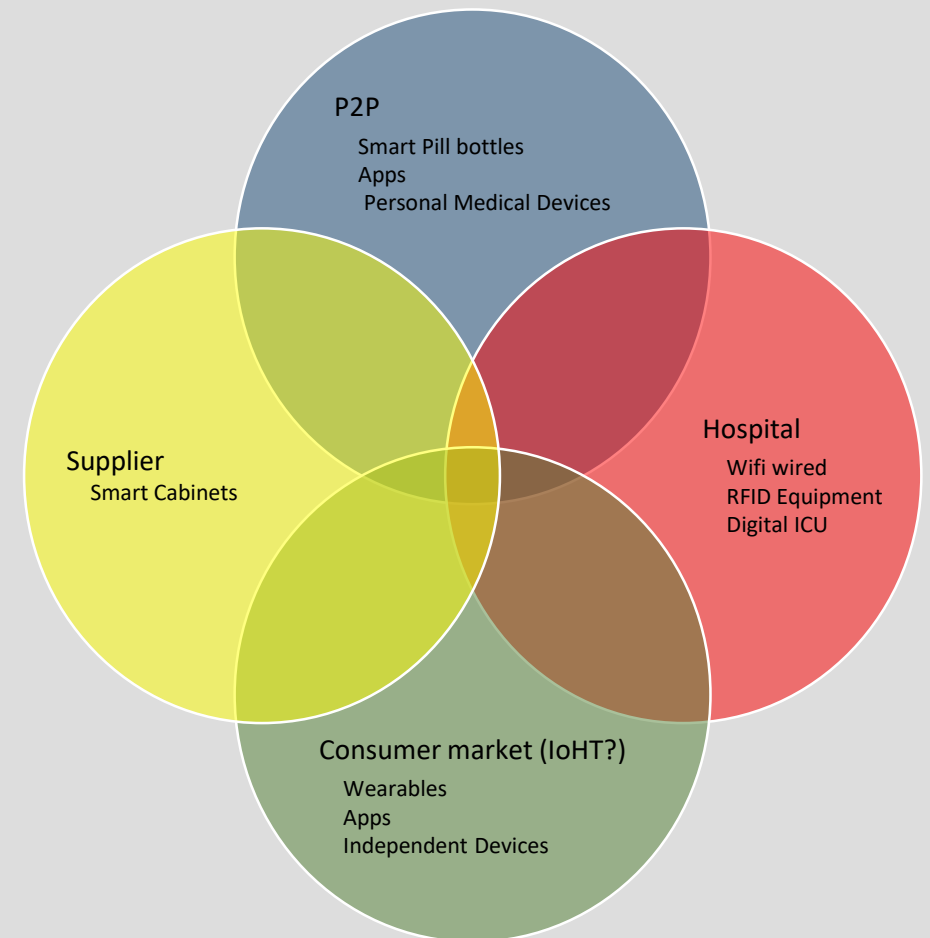 P2P
Smart Pill bottles
Apps
Personal Medical Devices
Supplier
Smart Cabinets
Hospital
Wifi wired
RFID Equipment
Digital ICU
Consumer market (IoHT?)
Wearables
Apps
Independent Devices